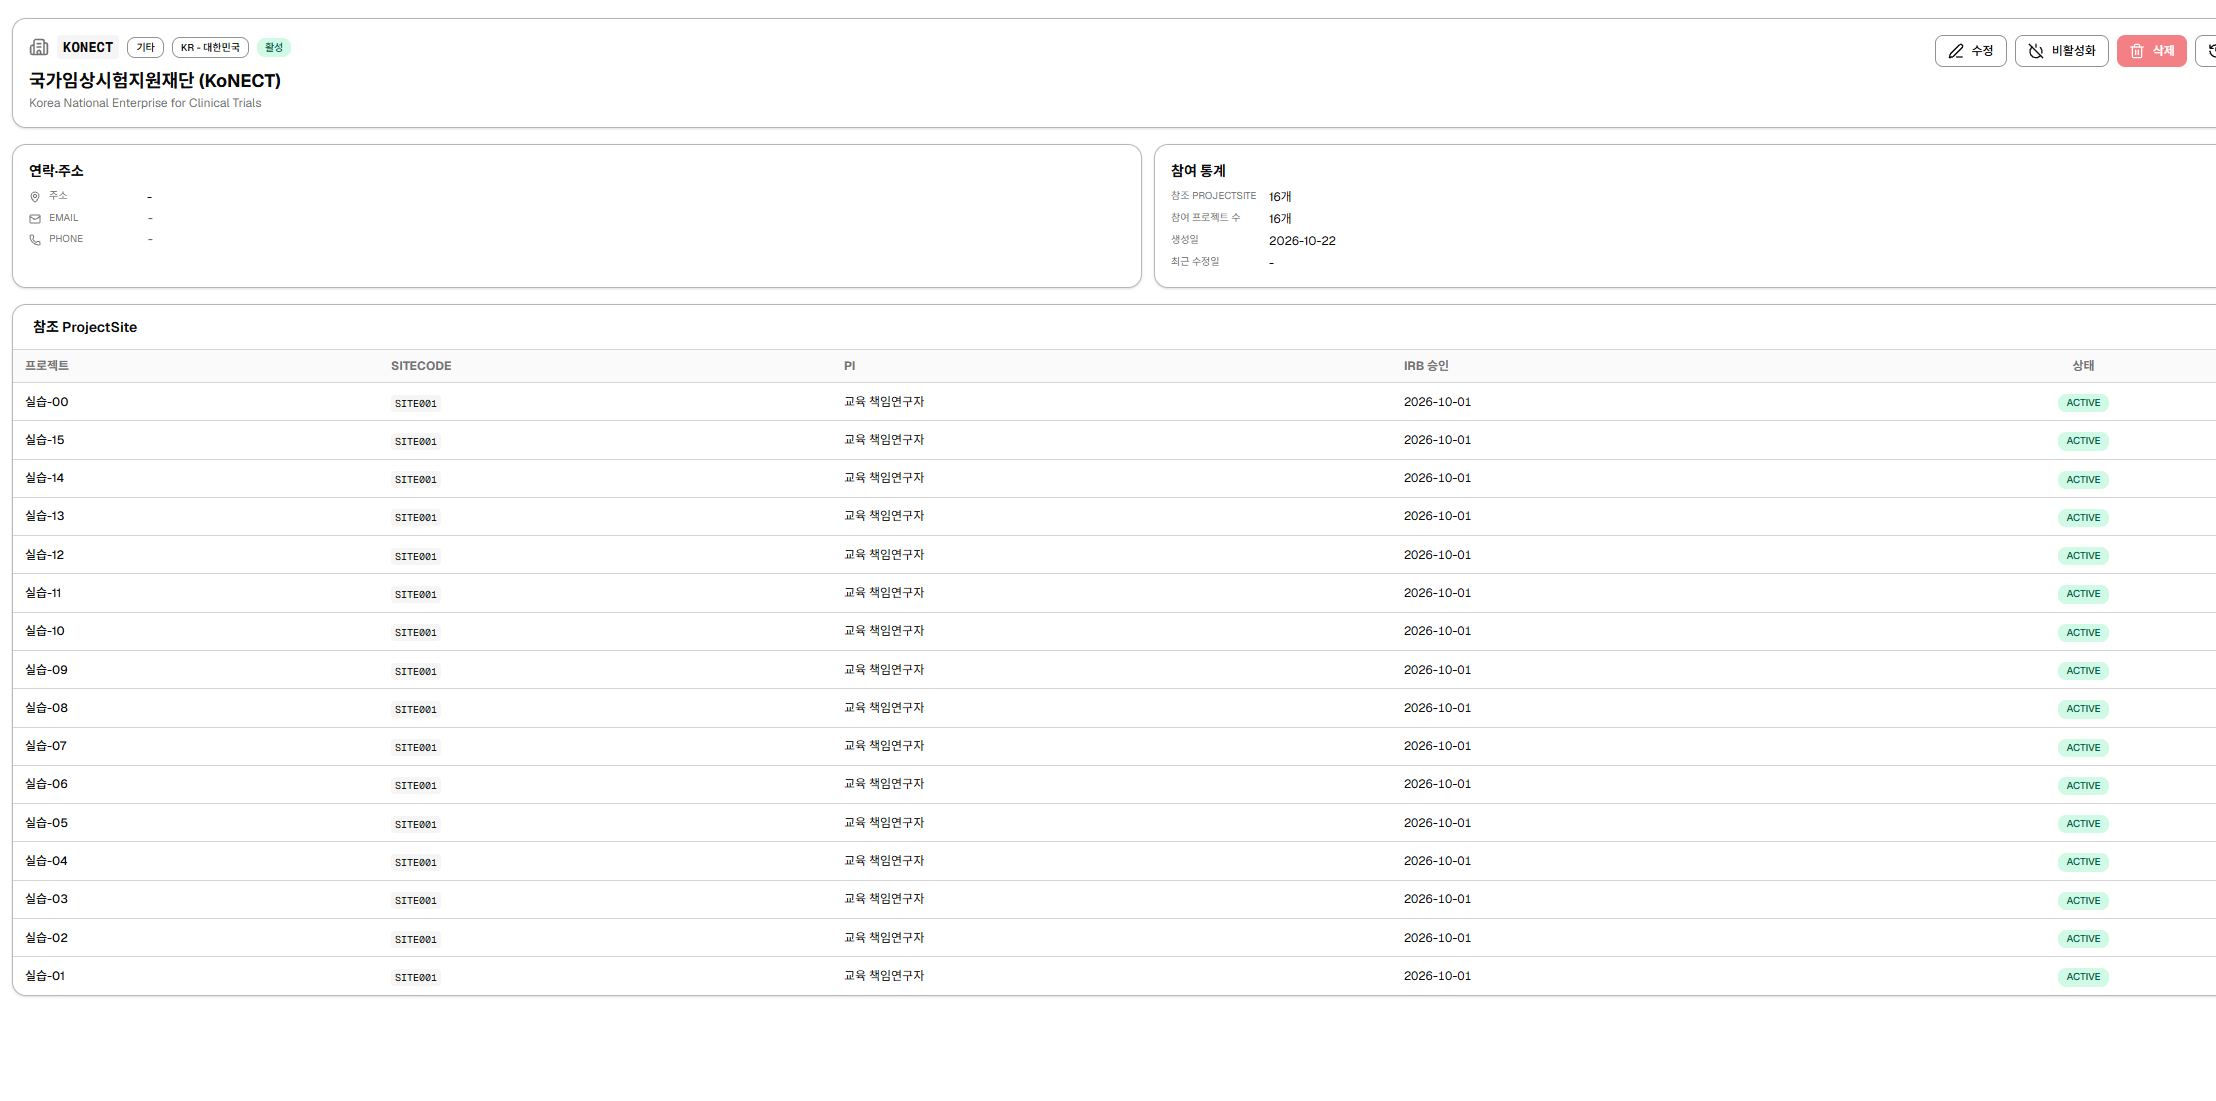 KONECT 기타 KR - 대한민국 활성 수정 비활성화 삭제
국가임상시험지원재단 (KoNECT)
Korea National Enterprise for Clinical Trials
연락·주소
주소 -
EMAIL -
PHONE -
참여 통계
참조 PROJECTSITE 16개
참여 프로젝트 수 16개
생성일 2026-10-22
최근 수정일 -
참조 ProjectSite
프로젝트 SITECODE PI IRB 승인 상태
실습-00 SITE001 교육 책임연구자 2026-10-01 ACTIVE
실습-15 SITE001 교육 책임연구자 2026-10-01 ACTIVE
실습-14 SITE001 교육 책임연구자 2026-10-01 ACTIVE
실습-13 SITE001 교육 책임연구자 2026-10-01 ACTIVE
실습-12 SITE001 교육 책임연구자 2026-10-01 ACTIVE
실습-11 SITE001 교육 책임연구자 2026-10-01 ACTIVE
실습-10 SITE001 교육 책임연구자 2026-10-01 ACTIVE
실습-09 SITE001 교육 책임연구자 2026-10-01 ACTIVE
실습-08 SITE001 교육 책임연구자 2026-10-01 ACTIVE
실습-07 SITE001 교육 책임연구자 2026-10-01 ACTIVE
실습-06 SITE001 교육 책임연구자 2026-10-01 ACTIVE
실습-05 SITE001 교육 책임연구자 2026-10-01 ACTIVE
실습-04 SITE001 교육 책임연구자 2026-10-01 ACTIVE
실습-03 SITE001 교육 책임연구자 2026-10-01 ACTIVE
실습-02 SITE001 교육 책임연구자 2026-10-01 ACTIVE
실습-01 SITE001 교육 책임연구자 2026-10-01 ACTIVE